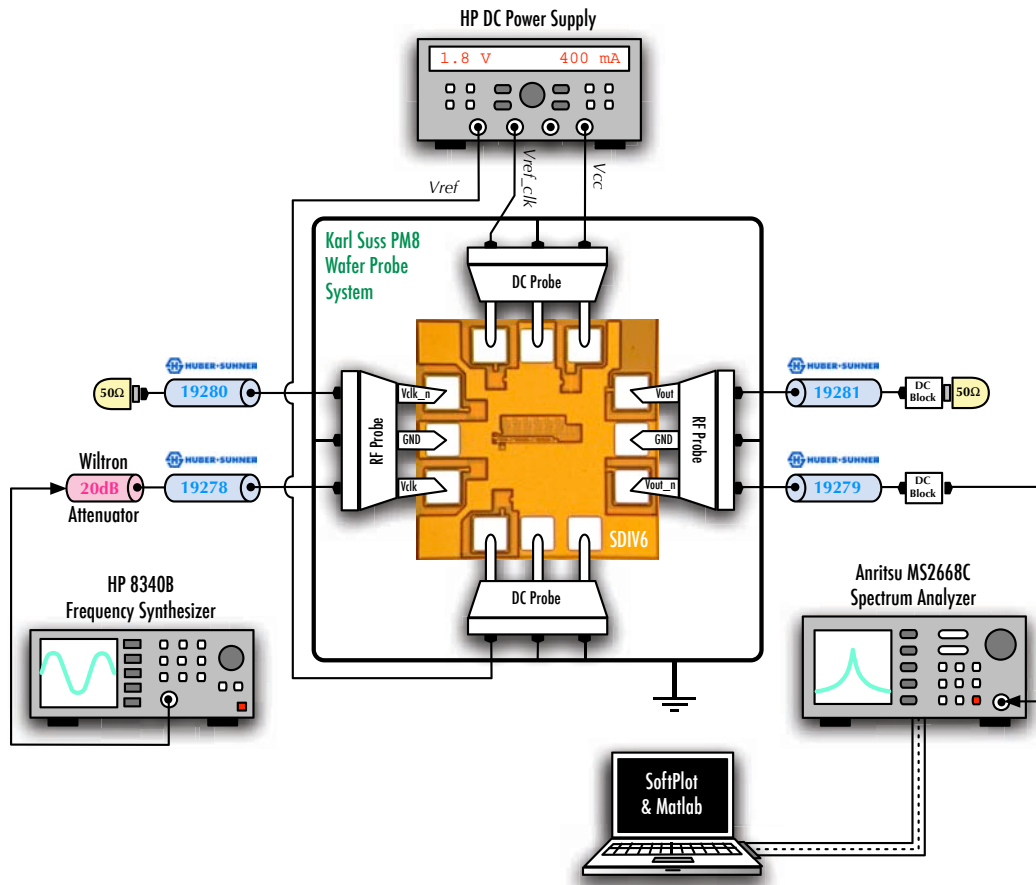 HP DC Power Supply
1.8 V 400 mA
Vref
Vref_clk
Vcc
Karl Suss PM8
Wafer Probe
System
DC Probe
HUBER+SUHNER
19280
50Ω
HUBER+SUHNER
19281
DC
Block
50Ω
RF Probe
Vclk_n
GND
Vclk
Vout
GND
Vout_n
RF Probe
Wiltron
20dB
Attenuator
HUBER+SUHNER
19278
HUBER+SUHNER
19279
DC
Block
SDIV6
DC Probe
HP 8340B
Frequency Synthesizer
Anritsu MS2668C
Spectrum Analyzer
SoftPlot
& Matlab